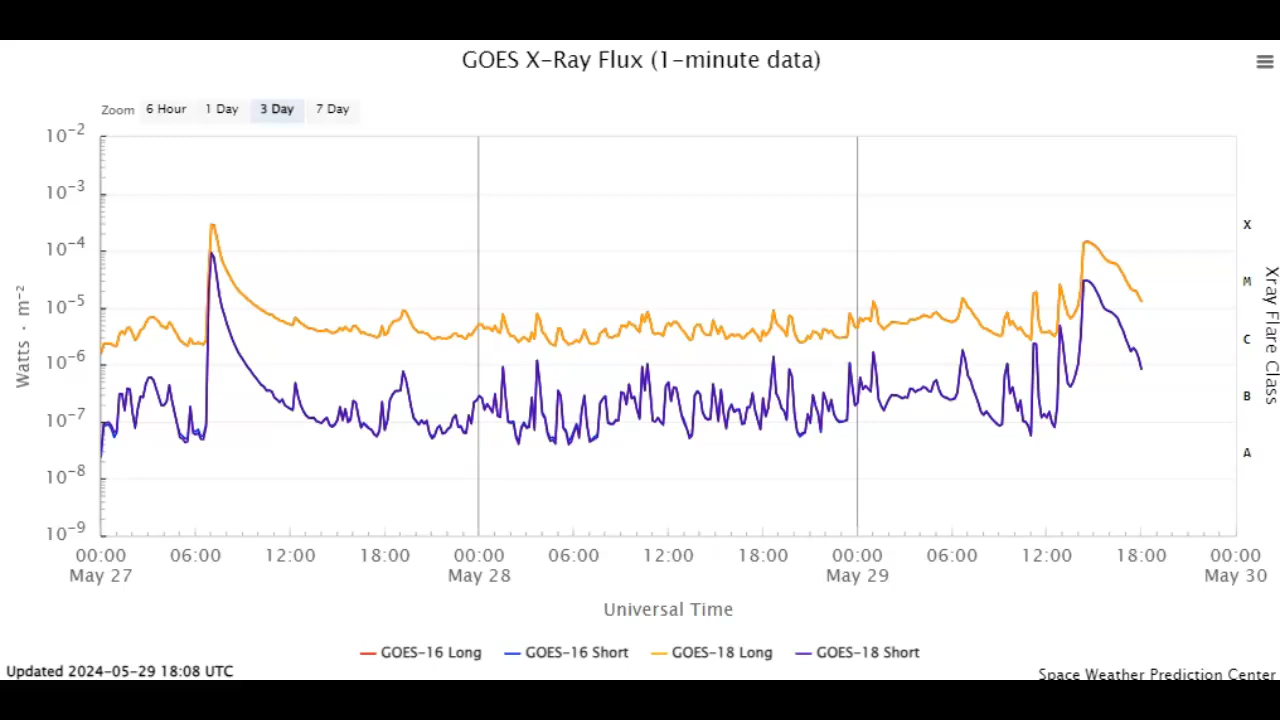 GOES X-Ray Flux (1-minute data)
Zoom 6 Hour 1 Day 3 Day 7 Day
10⁻²
10⁻³
10⁻⁴
10⁻⁵
10⁻⁶
10⁻⁷
10⁻⁸
10⁻⁹
Watts · m⁻²
X
M
C
B
A
Xray Flare Class
00:00 06:00 12:00 18:00 00:00 06:00 12:00 18:00 00:00 06:00 12:00 18:00 00:00
May 27 May 28 May 29 May 30
Universal Time
GOES-16 Long GOES-16 Short GOES-18 Long GOES-18 Short
Updated 2024-05-29 18:08 UTC
Space Weather Prediction Center